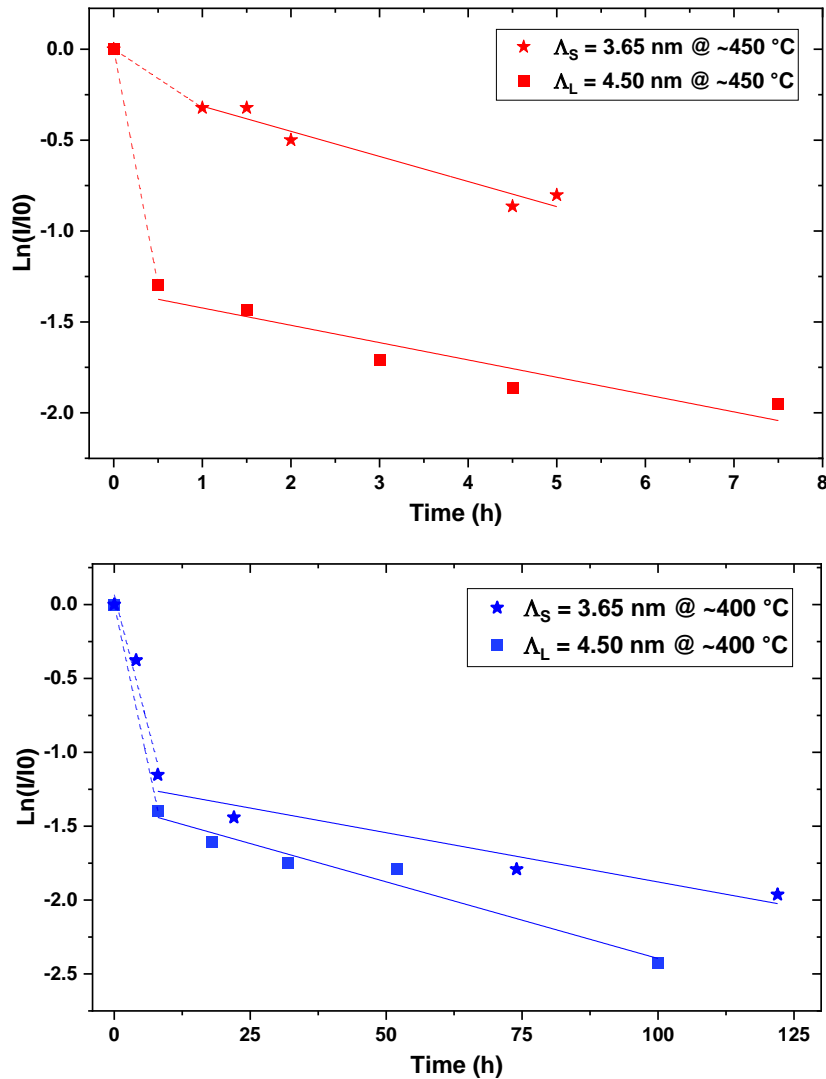 ΛS = 3.65 nm @ ~450 °C
ΛL = 4.50 nm @ ~450 °C
0.0
-0.5
-1.0
-1.5
-2.0
Ln(I/I0)
0 1 2 3 4 5 6 7 8
Time (h)
ΛS = 3.65 nm @ ~400 °C
ΛL = 4.50 nm @ ~400 °C
0.0
-0.5
-1.0
-1.5
-2.0
-2.5
Ln(I/I0)
0 25 50 75 100 125
Time (h)